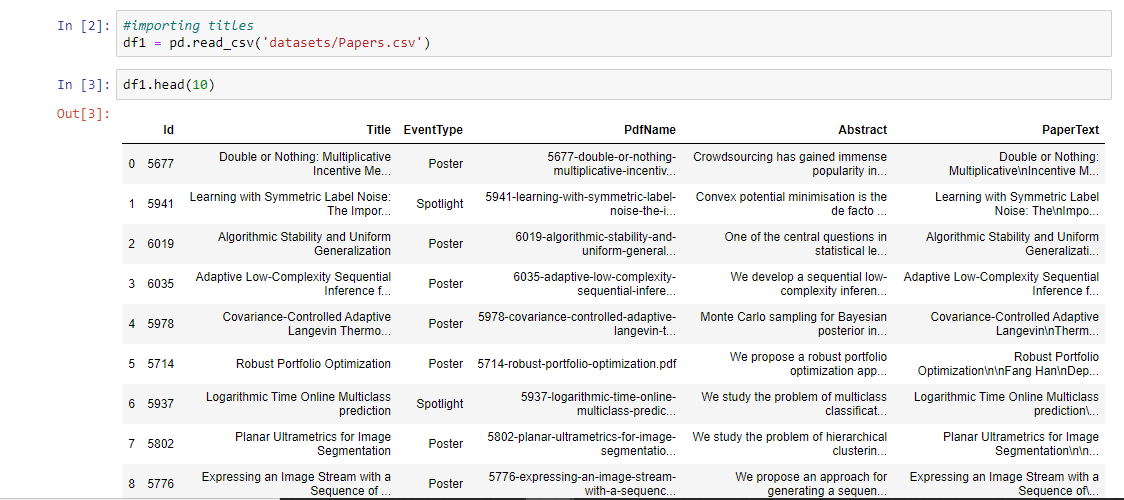 In [2]: #importing titles
df1 = pd.read_csv('datasets/Papers.csv')
In [3]: df1.head(10)
Out[3]:
Id Title EventType PdfName Abstract PaperText
0 5677 Double or Nothing: Multiplicative Incentive Me... Poster 5677-double-or-nothing-multiplicative-incentiv... Crowdsourcing has gained immense popularity in... Double or Nothing: Multiplicative\nIncentive M...
1 5941 Learning with Symmetric Label Noise: The Impor... Spotlight 5941-learning-with-symmetric-label-noise-the-i... Convex potential minimisation is the de facto ... Learning with Symmetric Label Noise: The\nImpo...
2 6019 Algorithmic Stability and Uniform Generalization Poster 6019-algorithmic-stability-and-uniform-general... One of the central questions in statistical le... Algorithmic Stability and Uniform Generalizati...
3 6035 Adaptive Low-Complexity Sequential Inference f... Poster 6035-adaptive-low-complexity-sequential-infere... We develop a sequential low-complexity inferen... Adaptive Low-Complexity Sequential Inference f...
4 5978 Covariance-Controlled Adaptive Langevin Thermo... Poster 5978-covariance-controlled-adaptive-langevin-t... Monte Carlo sampling for Bayesian posterior in... Covariance-Controlled Adaptive Langevin\nTherm...
5 5714 Robust Portfolio Optimization Poster 5714-robust-portfolio-optimization.pdf We propose a robust portfolio optimization app... Robust Portfolio Optimization\n\nFang Han\nDep...
6 5937 Logarithmic Time Online Multiclass prediction Spotlight 5937-logarithmic-time-online-multiclass-predic... We study the problem of multiclass classificat... Logarithmic Time Online Multiclass prediction\...
7 5802 Planar Ultrametrics for Image Segmentation Poster 5802-planar-ultrametrics-for-image-segmentatio... We study the problem of hierarchical clusterin... Planar Ultrametrics for Image Segmentation\n\n...
8 5776 Expressing an Image Stream with a Sequence of ... Poster 5776-expressing-an-image-stream-with-a-sequenc... We propose an approach for generating a sequen... Expressing an Image Stream with a Sequence of\...